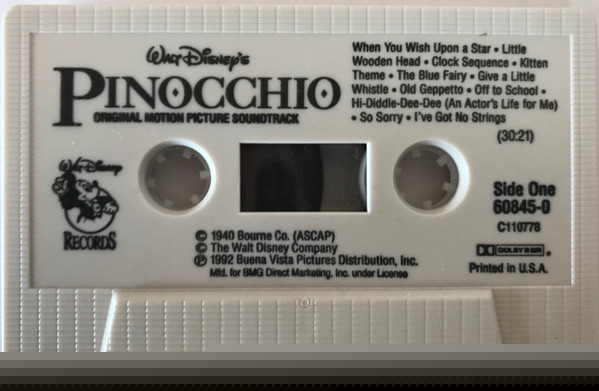 Walt Disney's
PINOCCHIO
ORIGINAL MOTION PICTURE SOUNDTRACK
When You Wish Upon a Star • Little
Wooden Head • Clock Sequence • Kitten
Theme • The Blue Fairy • Give a Little
Whistle • Old Geppetto • Off to School •
Hi-Diddle-Dee-Dee (An Actor's Life for Me)
• So Sorry • I've Got No Strings
(30:21)
Walt Disney
RECORDS
Side One
60845-0
C110778
© 1940 Bourne Co. (ASCAP)
© The Walt Disney Company
℗ 1992 Buena Vista Pictures Distribution, Inc.
Mfd. for BMG Direct Marketing, Inc. under License
DOLBY B NR
Printed in U.S.A.